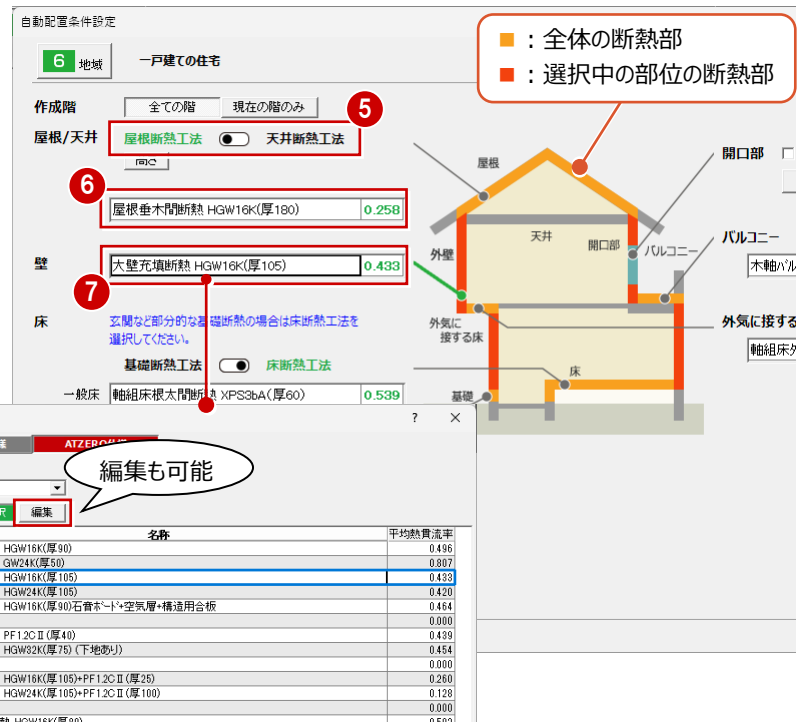 自動配置条件設定
6 地域 一戸建ての住宅
■：全体の断熱部
■：選択中の部位の断熱部
作成階 全ての階 現在の階のみ
5
屋根/天井 屋根断熱工法 天井断熱工法
高さ
6
屋根垂木間断熱 HGW16K(厚180) 0.258
壁 大壁充填断熱 HGW16K(厚105) 0.433
7
床 玄関など部分的な基礎断熱の場合は床断熱工法を
選択してください。
基礎断熱工法 床断熱工法
一般床 軸組床根太間断熱 XPS3bA(厚60) 0.539
屋根
天井
開口部
バルコニー
外壁
外気に
接する床
床
基礎
開口部
バルコニー
木軸バル
外気に接する
軸組床外
? ×
ATZERO
編集も可能
編集
名称 平均熱貫流率
HGW16K(厚90) 0.496
GW24K(厚50) 0.807
HGW16K(厚105) 0.433
HGW24K(厚105) 0.420
HGW16K(厚90)石膏ボード+空気層+構造用合板 0.464
0.000
PF1.2CⅡ(厚40) 0.439
HGW32K(厚75) (下地あり) 0.454
0.000
HGW16K(厚105)+PF1.2CⅡ(厚25) 0.260
HGW24K(厚105)+PF1.2CⅡ(厚100) 0.128
0.000